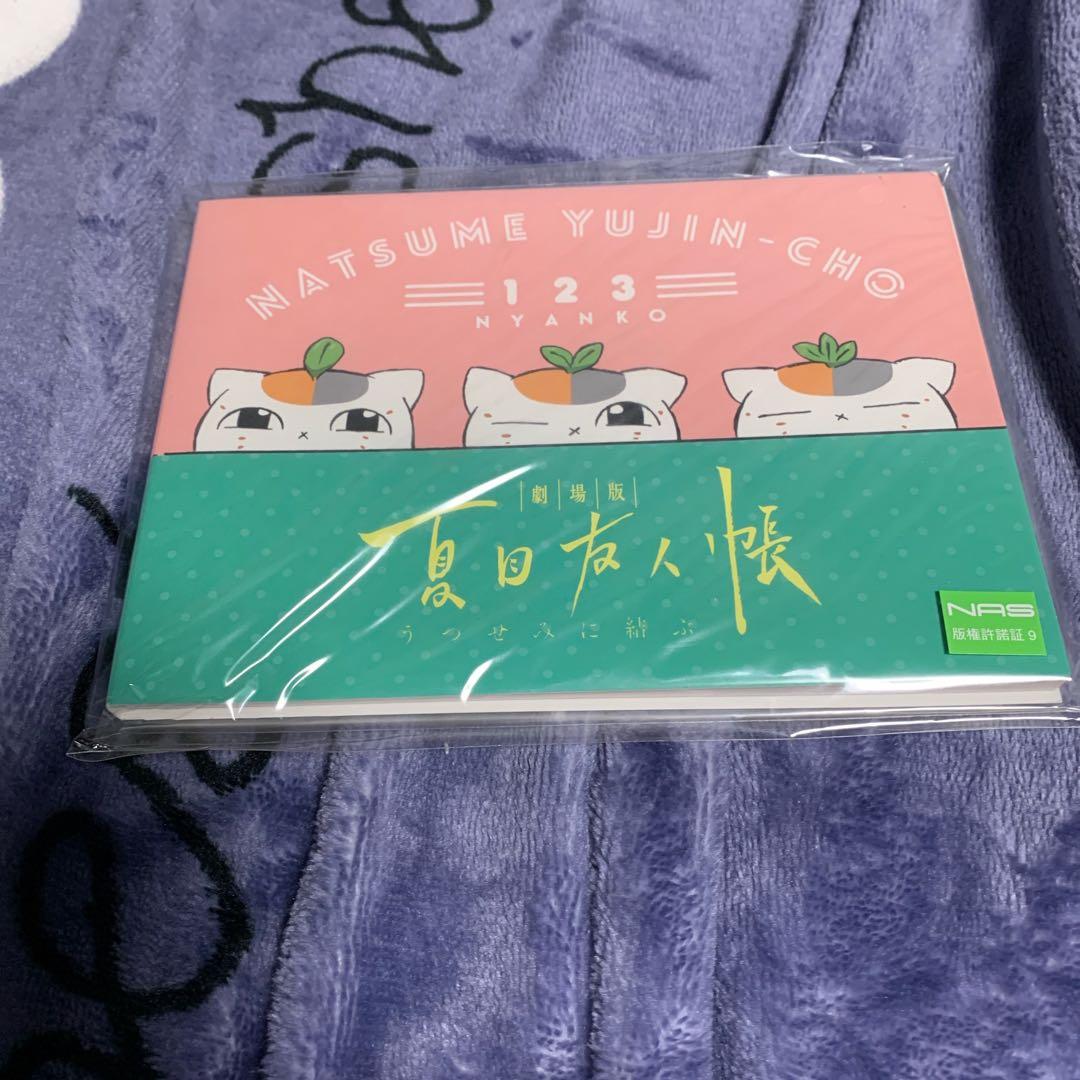 NATSUME YUJIN-CHO
1 2 3
NYANKO
劇場版
夏目友人帳
うつせみに結ぶ
NAS
版権許諾証 9